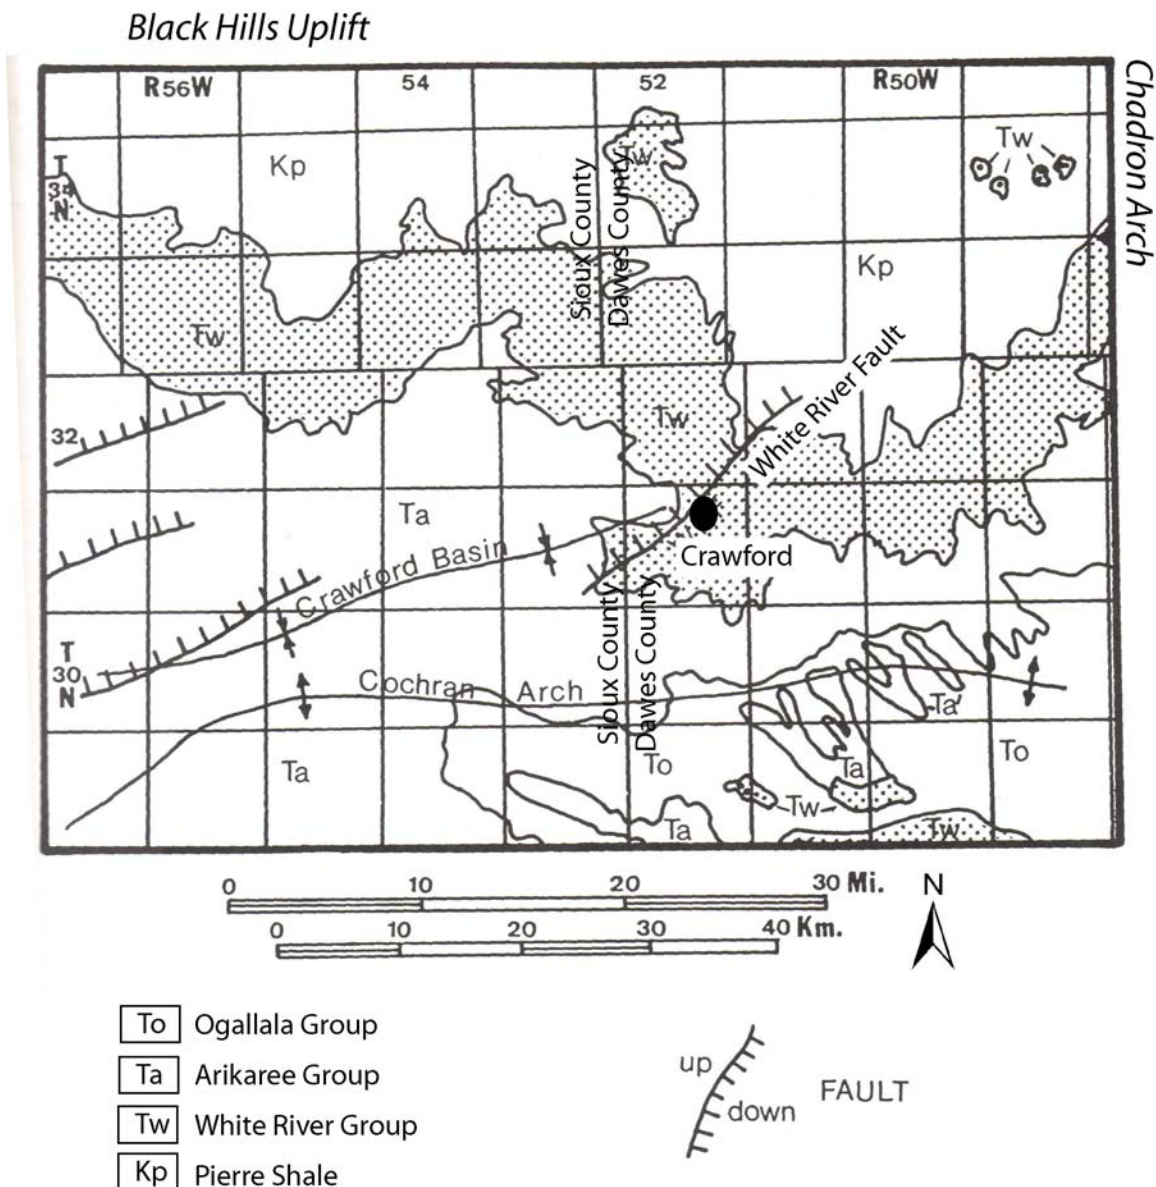 Black Hills Uplift
Chadron Arch
R56W
54
52
R50W
T
34
N
Kp
Tw
Tw
Sioux County
Dawes County
Kp
Tw
White River Fault
32
Tw
Ta
Crawford Basin
Crawford
T
30
N
Cochran Arch
Sioux County
Dawes County
Ta
To
Ta
Ta
To
Tw
Ta
Tw
0 10 20 30 Mi.
0 10 20 30 40 Km.
N
To Ogallala Group
Ta Arikaree Group
Tw White River Group
Kp Pierre Shale
up
down
FAULT